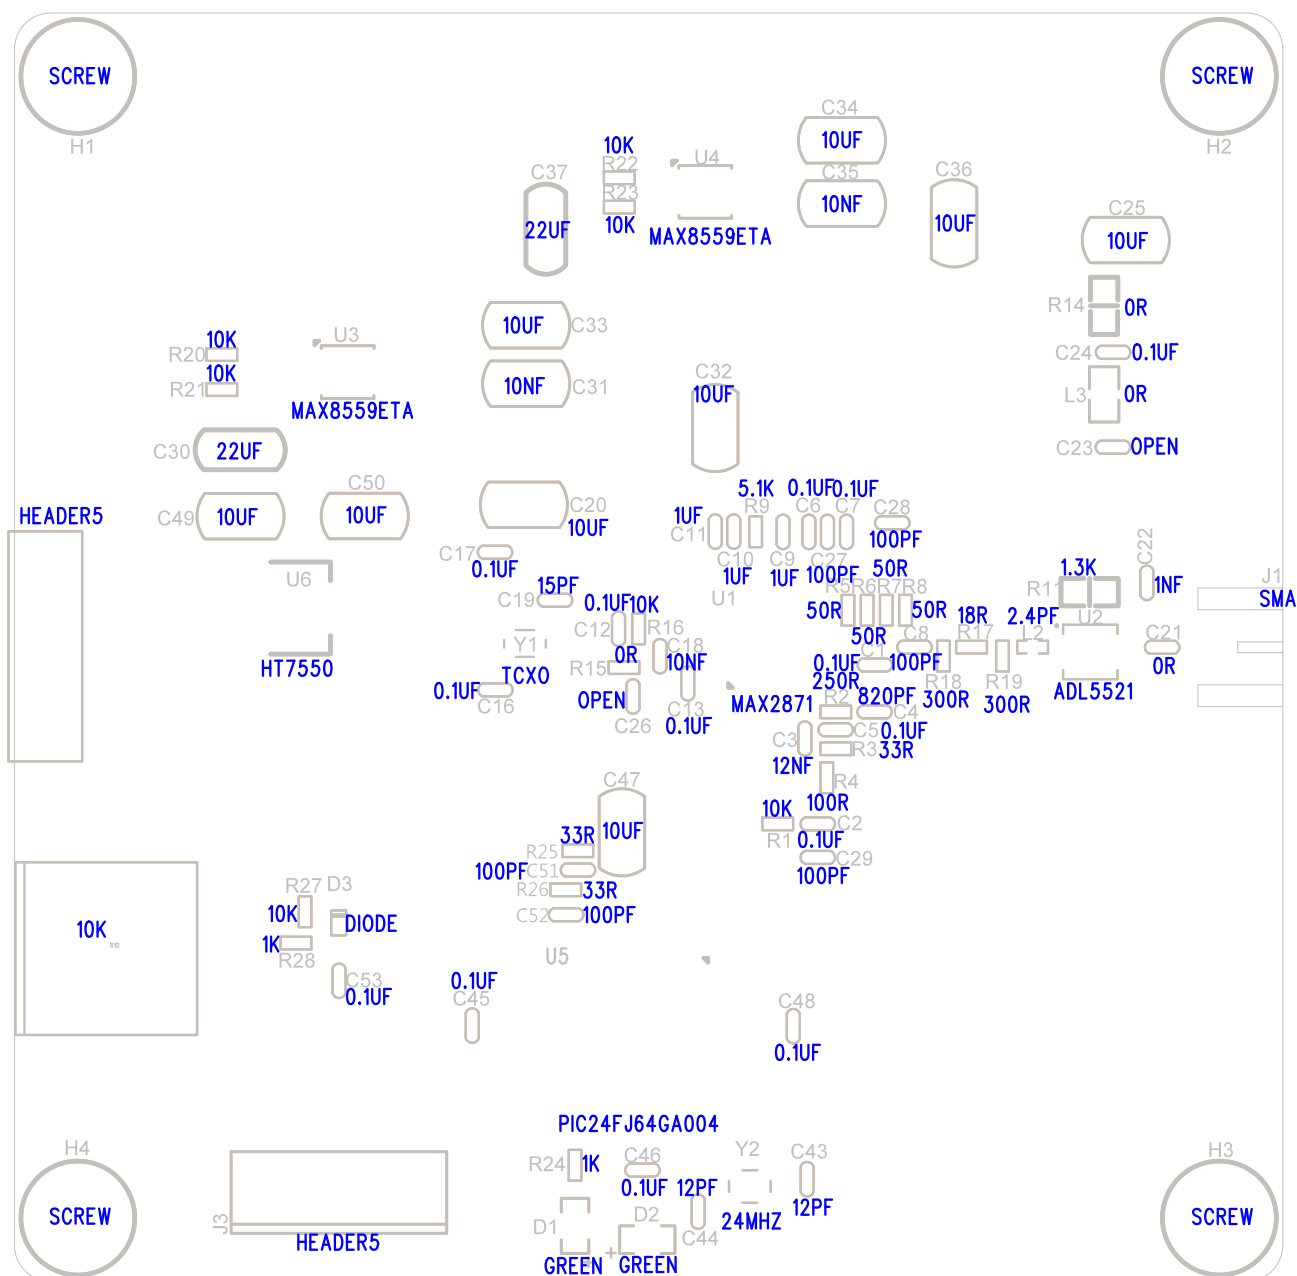 SCREW
SCREW
H1
H2
C34
10UF
10K
U4
R22
C35
C37
R23
10NF
C36
10K
22UF
MAX8559ETA
10UF
C25
10UF
R14
0R
C33
10UF
U3
10K
R20
C24
0.1UF
10K
R21
C32
10NF
C31
10UF
L3
0R
MAX8559ETA
C30
22UF
C23
OPEN
C50
5.1K
0.1UF
0.1UF
HEADER5
C49
10UF
10UF
C20
10UF
1UF
R9
C6
C7
C28
C11
100PF
C17
0.1UF
C10
C9
C27
C22
1UF
1UF
100PF
50R
1.3K
U6
15PF
R5
R6
R7
R8
R11
1NF
J1
SMA
C19
0.1UF
10K
U1
50R
50R
18R
2.4PF
U2
C12
R16
50R
C8
R17
L2
C21
HT7550
Y1
0R
C18
C1
R15
10NF
0.1UF
100PF
0R
TCXO
250R
R18
R19
0.1UF
C16
OPEN
C26
C13
0.1UF
MAX2871
R2
820PF
C4
300R
300R
ADL5521
C3
C5
0.1UF
12NF
R3
33R
C47
R4
100R
10K
10UF
33R
R1
C2
0.1UF
R25
C29
100PF
C51
100PF
R26
33R
C52
100PF
R27
D3
10K
DIODE
10K
R10
1K
R28
U5
C53
0.1UF
0.1UF
C45
C48
0.1UF
PIC24FJ64GA004
H4
Y2
C43
H3
R24
1K
C46
0.1UF
12PF
12PF
SCREW
J3
D1
D2
24MHZ
SCREW
C44
HEADER5
+
GREEN
GREEN